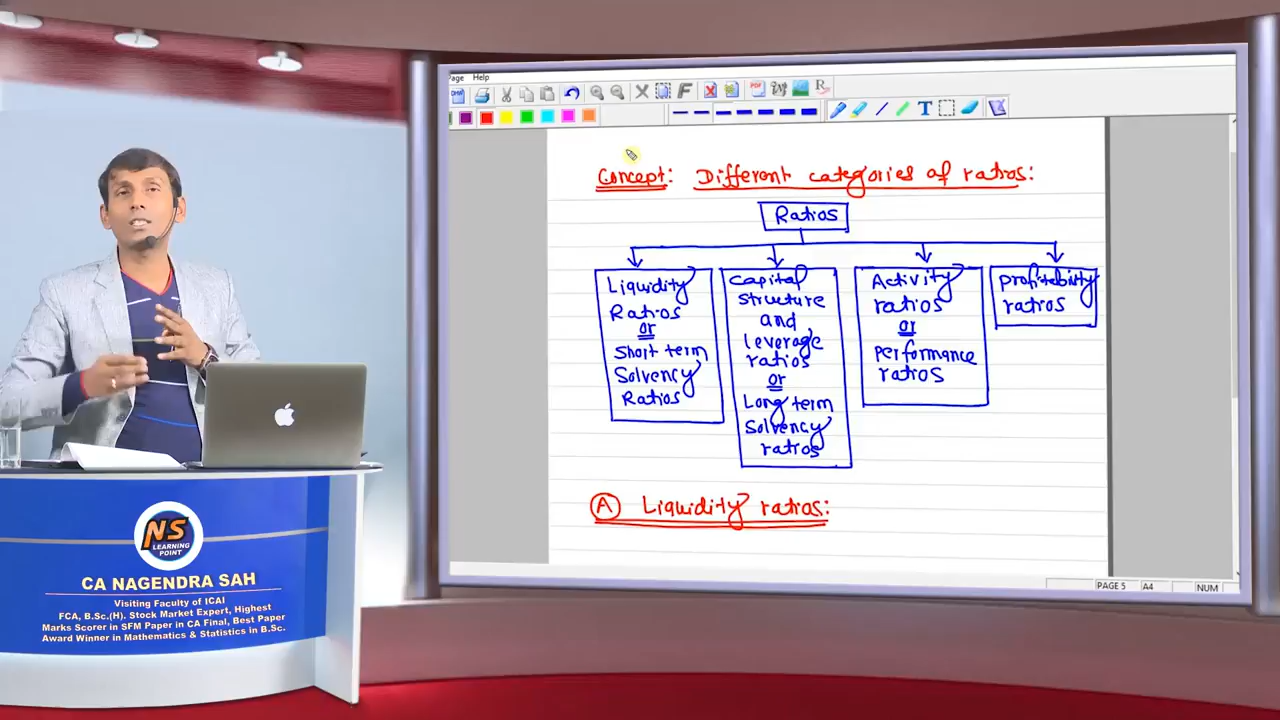 Page Help
Concept: Different categories of ratios:
Ratios
Liquidity
Ratios
or
Short term
Solvency
Ratios
Capital
structure
and
leverage
ratios
or
Long term
Solvency
ratios
Activity
ratios
or
performance
ratios
profitability
ratios
A Liquidity ratios:
PAGE 5 A4 NUM
NS
LEARNING
POINT
CA NAGENDRA SAH
Visiting Faculty of ICAI
FCA, B.Sc.(H). Stock Market Expert, Highest
Marks Scorer in SFM Paper in CA Final, Best Paper
Award Winner in Mathematics & Statistics in B.Sc.